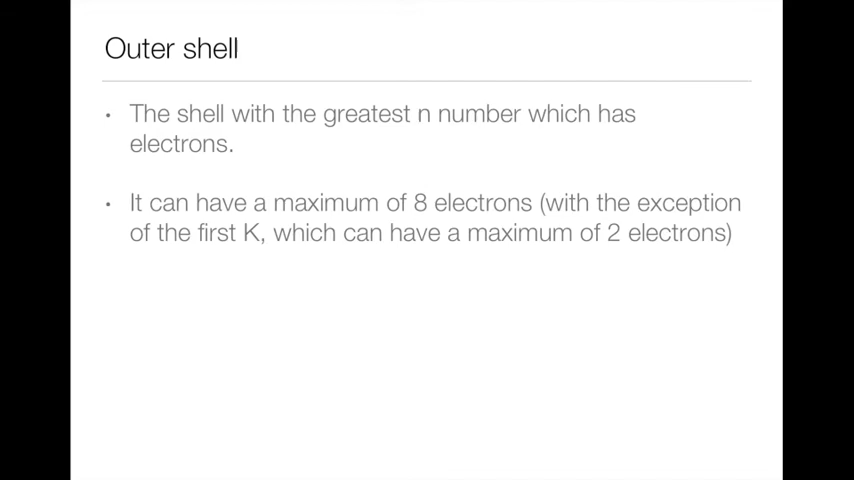 Outer shell
• The shell with the greatest n number which has
electrons.
• It can have a maximum of 8 electrons (with the exception
of the first K, which can have a maximum of 2 electrons)